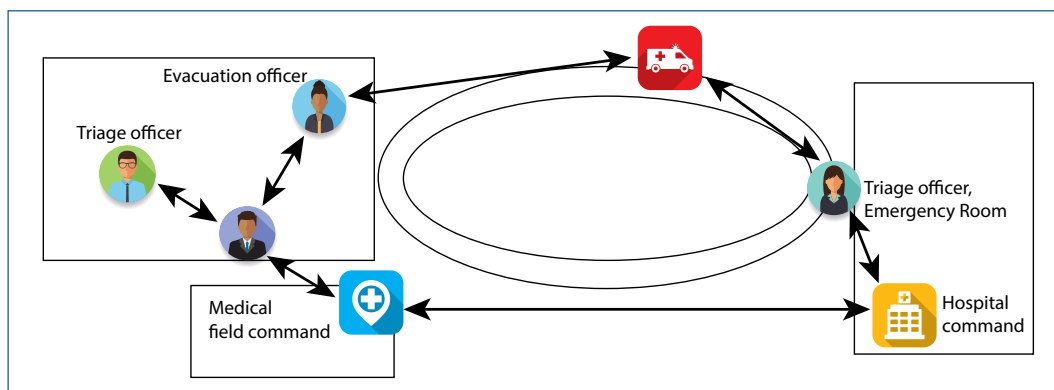 Evacuation officer
Triage officer
Triage officer,
Emergency Room
Medical
field command
Hospital
command